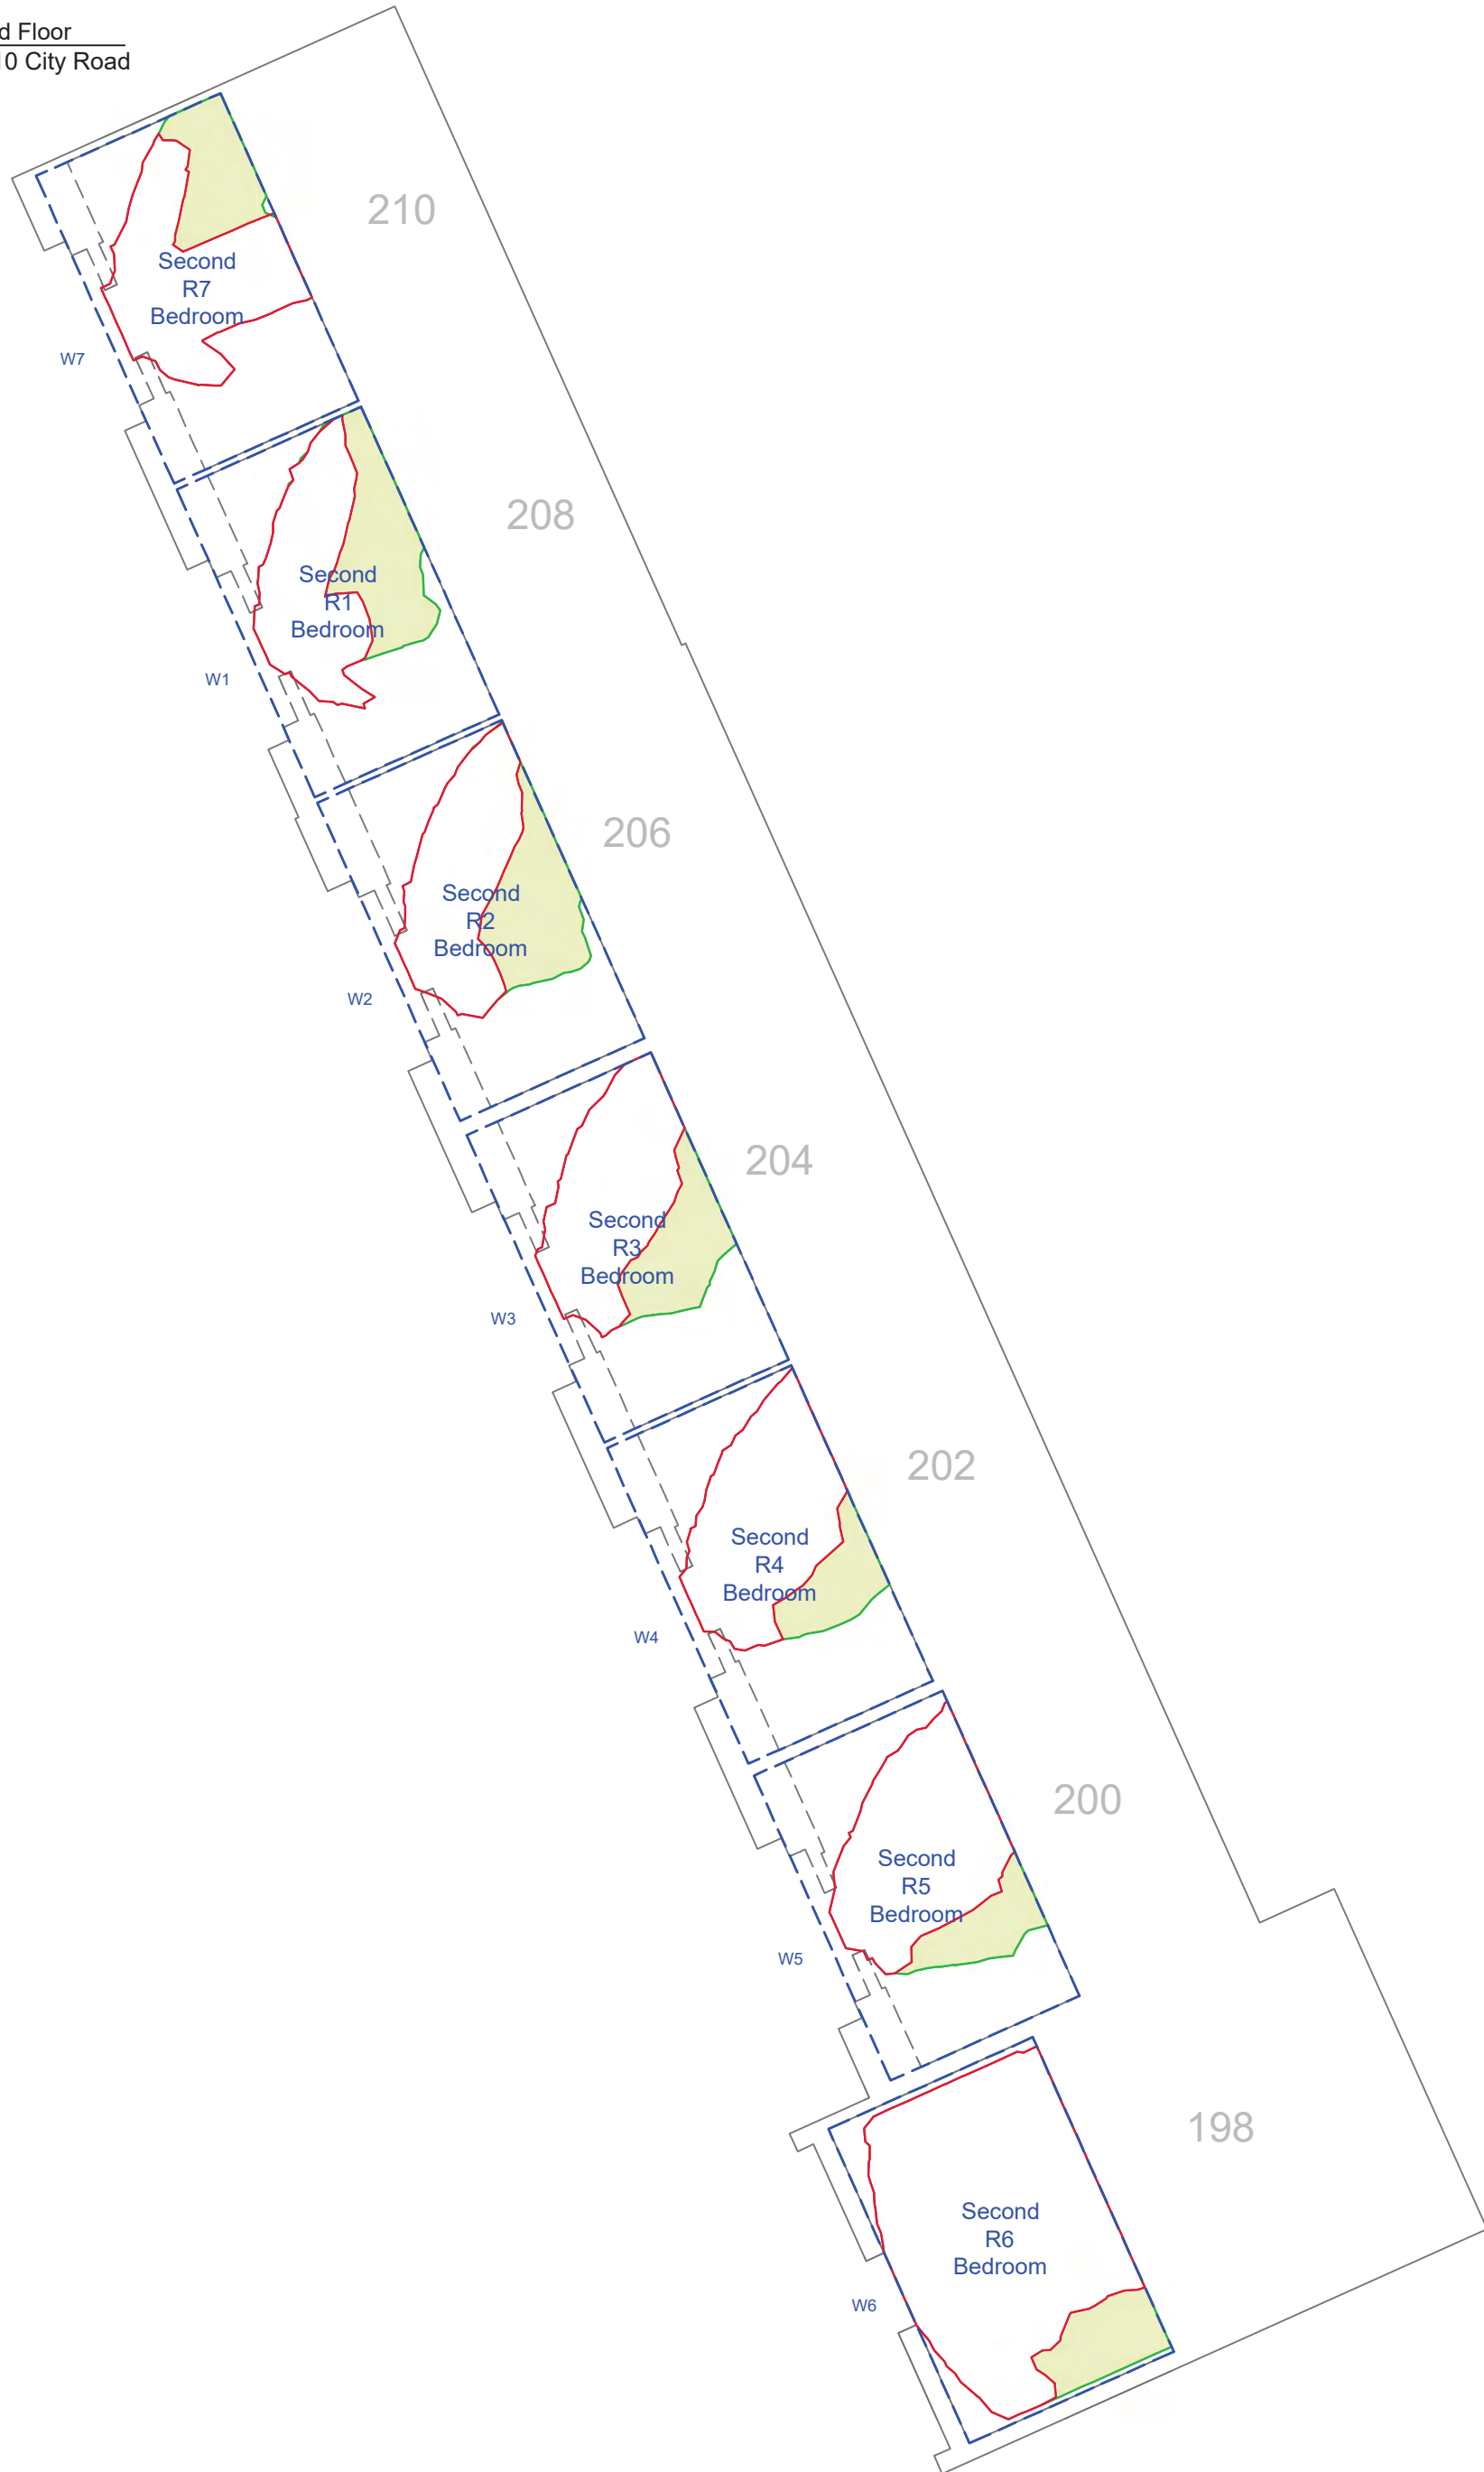 d Floor
10 City Road
210
Second
R7
Bedroom
W7
208
Second
R1
Bedroom
W1
206
Second
R2
Bedroom
W2
204
Second
R3
Bedroom
W3
202
Second
R4
Bedroom
W4
200
Second
R5
Bedroom
W5
198
Second
R6
Bedroom
W6